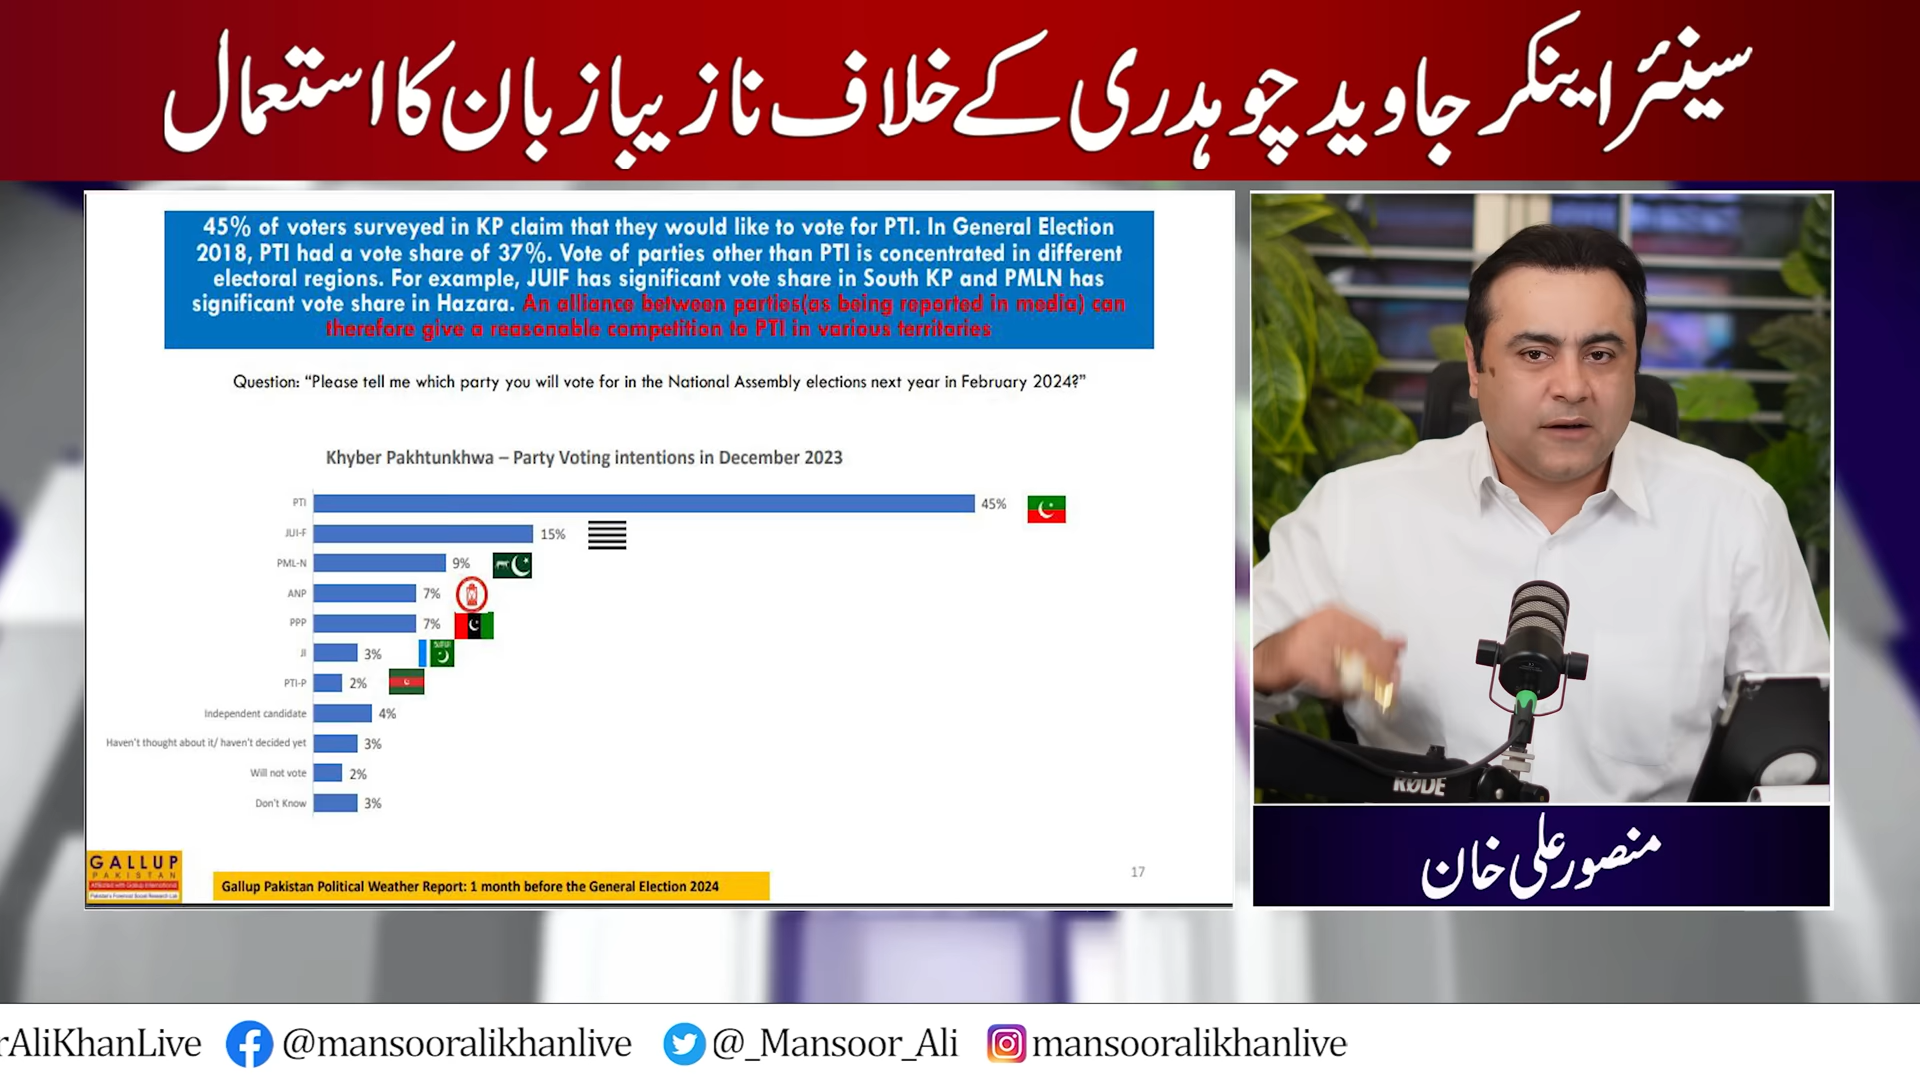 سینئر اینکر جاوید چوہدری کے خلاف نازیبا زبان کا استعمال
45% of voters surveyed in KP claim that they would like to vote for PTI. In General Election
2018, PTI had a vote share of 37%. Vote of parties other than PTI is concentrated in different
electoral regions. For example, JUIF has significant vote share in South KP and PMLN has
significant vote share in Hazara. An alliance between parties(as being reported in media) can
therefore give a reasonable competition to PTI in various territories
Question: “Please tell me which party you will vote for in the National Assembly elections next year in February 2024?”
Khyber Pakhtunkhwa – Party Voting intentions in December 2023
PTI 45%
JUI-F 15%
PML-N 9%
ANP 7%
PPP 7%
JI 3%
PTI-P 2%
Independent candidate 4%
Haven't thought about it/ haven't decided yet 3%
Will not vote 2%
Don't Know 3%
GALLUP
PAKISTAN
Gallup Pakistan Political Weather Report: 1 month before the General Election 2024
17
RØDE
منصور علی خان
rAliKhanLive @mansooralikhanlive @_Mansoor_Ali mansooralikhanlive